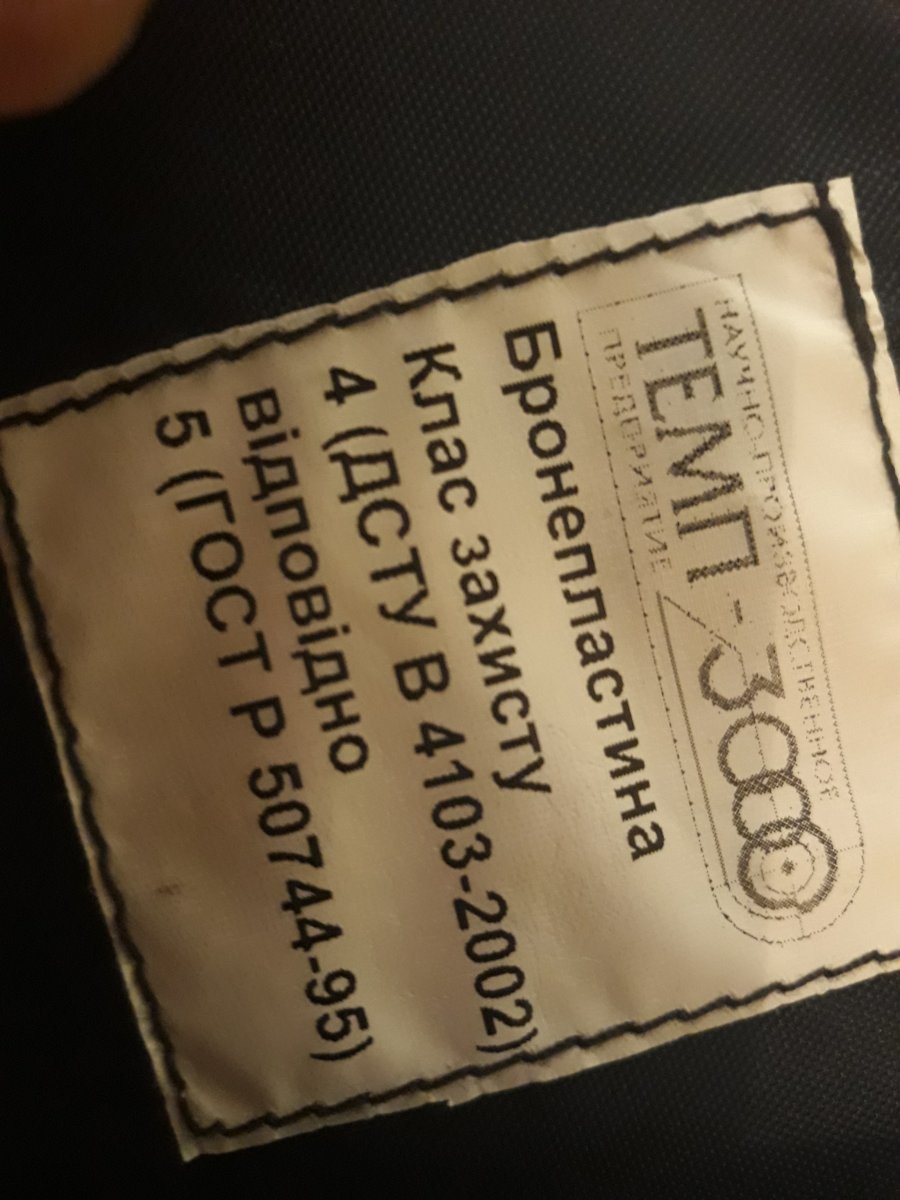 НАУЧНО-ПРОИЗВОДСТВЕННОЕ
ТЕМП-3000
ПРЕДПРИЯТИЕ
Бронепластина
Клас захисту
4 (ДСТУ В 4103-2002)
відповідно
5 (ГОСТ Р 50744-95)